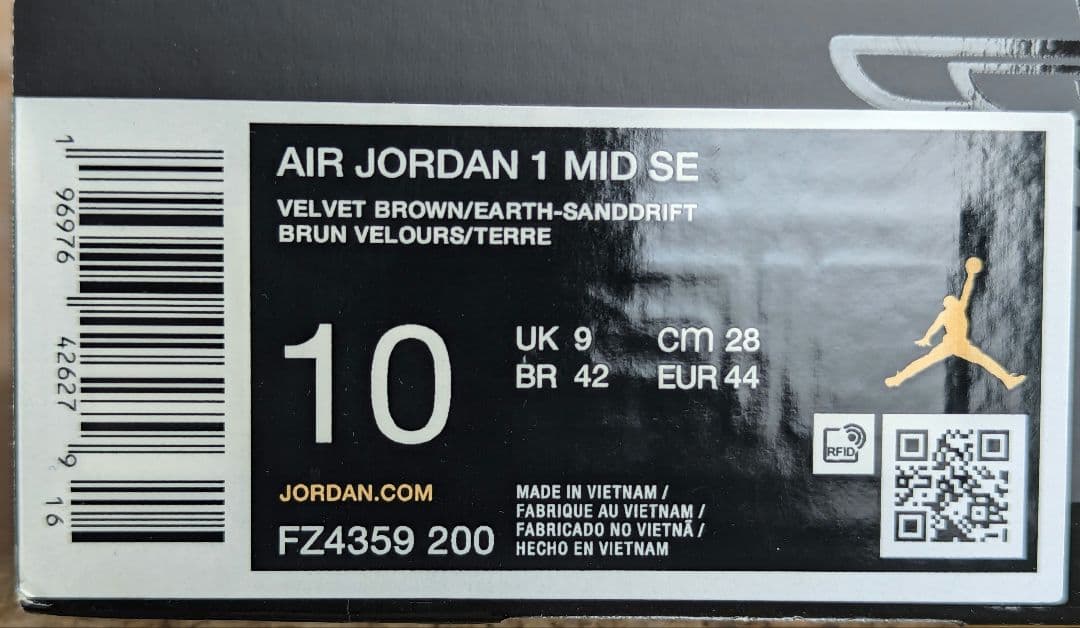 AIR JORDAN 1 MID SE
VELVET BROWN/EARTH-SANDDRIFT
BRUN VELOURS/TERRE
10
UK 9 cm 28
BR 42 EUR 44
JORDAN.COM
FZ4359 200
MADE IN VIETNAM /
FABRIQUE AU VIETNAM /
FABRICADO NO VIETNÃ /
HECHO EN VIETNAM
RFID
1 96976 42627 9 16